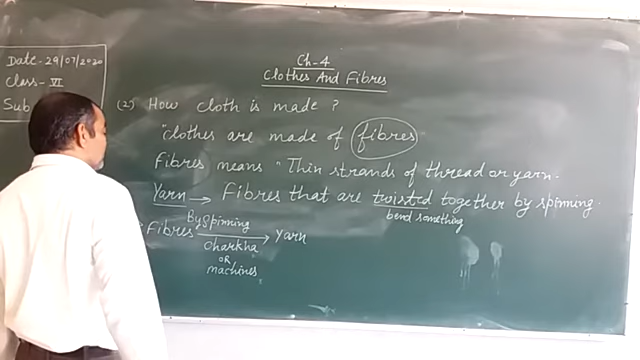 Date- 29/07/2020
Class- VI
Sub
Ch-4
Clothes And Fibres
(2) How cloth is made ?
"Clothes are made of fibres
Fibres means "Thin strands of thread or yarn.
Yarn → Fibres that are twisted together by spinning.
bend something
By spinning
Fibres → Yarn
Charkha
OR
machines